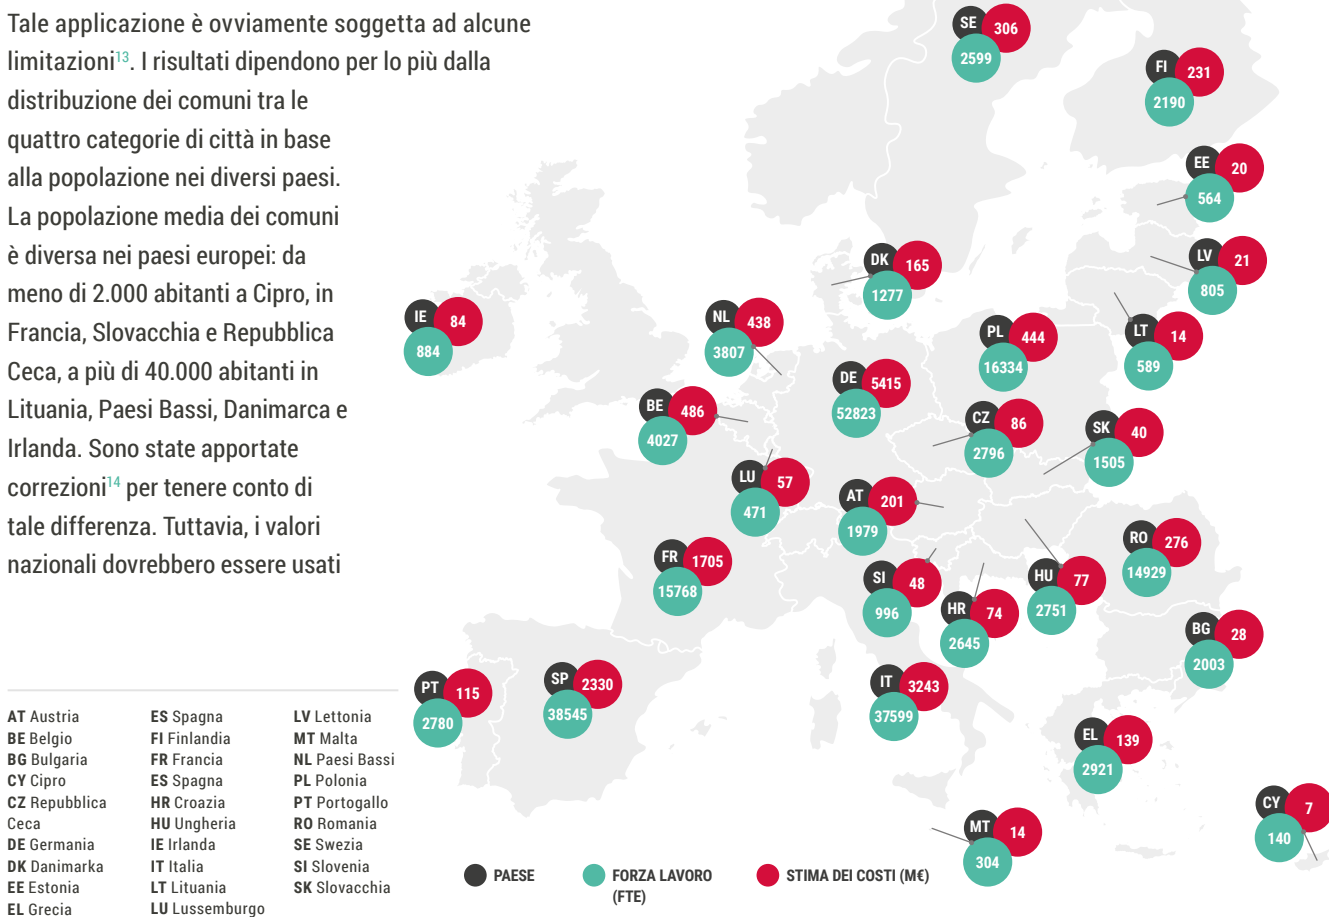 Tale applicazione è ovviamente soggetta ad alcune
limitazioni13. I risultati dipendono per lo più dalla
distribuzione dei comuni tra le
quattro categorie di città in base
alla popolazione nei diversi paesi.
La popolazione media dei comuni
è diversa nei paesi europei: da
meno di 2.000 abitanti a Cipro, in
Francia, Slovacchia e Repubblica
Ceca, a più di 40.000 abitanti in
Lituania, Paesi Bassi, Danimarca e
Irlanda. Sono state apportate
correzioni14 per tenere conto di
tale differenza. Tuttavia, i valori
nazionali dovrebbero essere usati
SE 306
2599
FI 231
2190
EE 20
564
LV 21
805
DK 165
1277
IE 84
884
NL 438
3807
PL 444
16334
LT 14
589
DE 5415
52823
BE 486
4027
CZ 86
2796
SK 40
1505
LU 57
471
AT 201
1979
RO 276
14929
FR 1705
15768
SI 48
996
HU 77
2751
HR 74
2645
BG 28
2003
PT 115
2780
SP 2330
38545
IT 3243
37599
EL 139
2921
CY 7
140
MT 14
304
AT Austria
BE Belgio
BG Bulgaria
CY Cipro
CZ Repubblica
Ceca
DE Germania
DK Danimarka
EE Estonia
EL Grecia
ES Spagna
FI Finlandia
FR Francia
ES Spagna
HR Croazia
HU Ungheria
IE Irlanda
IT Italia
LT Lituania
LU Lussemburgo
LV Lettonia
MT Malta
NL Paesi Bassi
PL Polonia
PT Portogallo
RO Romania
SE Swezia
SI Slovenia
SK Slovacchia
PAESE
FORZA LAVORO
(FTE)
STIMA DEI COSTI (M€)